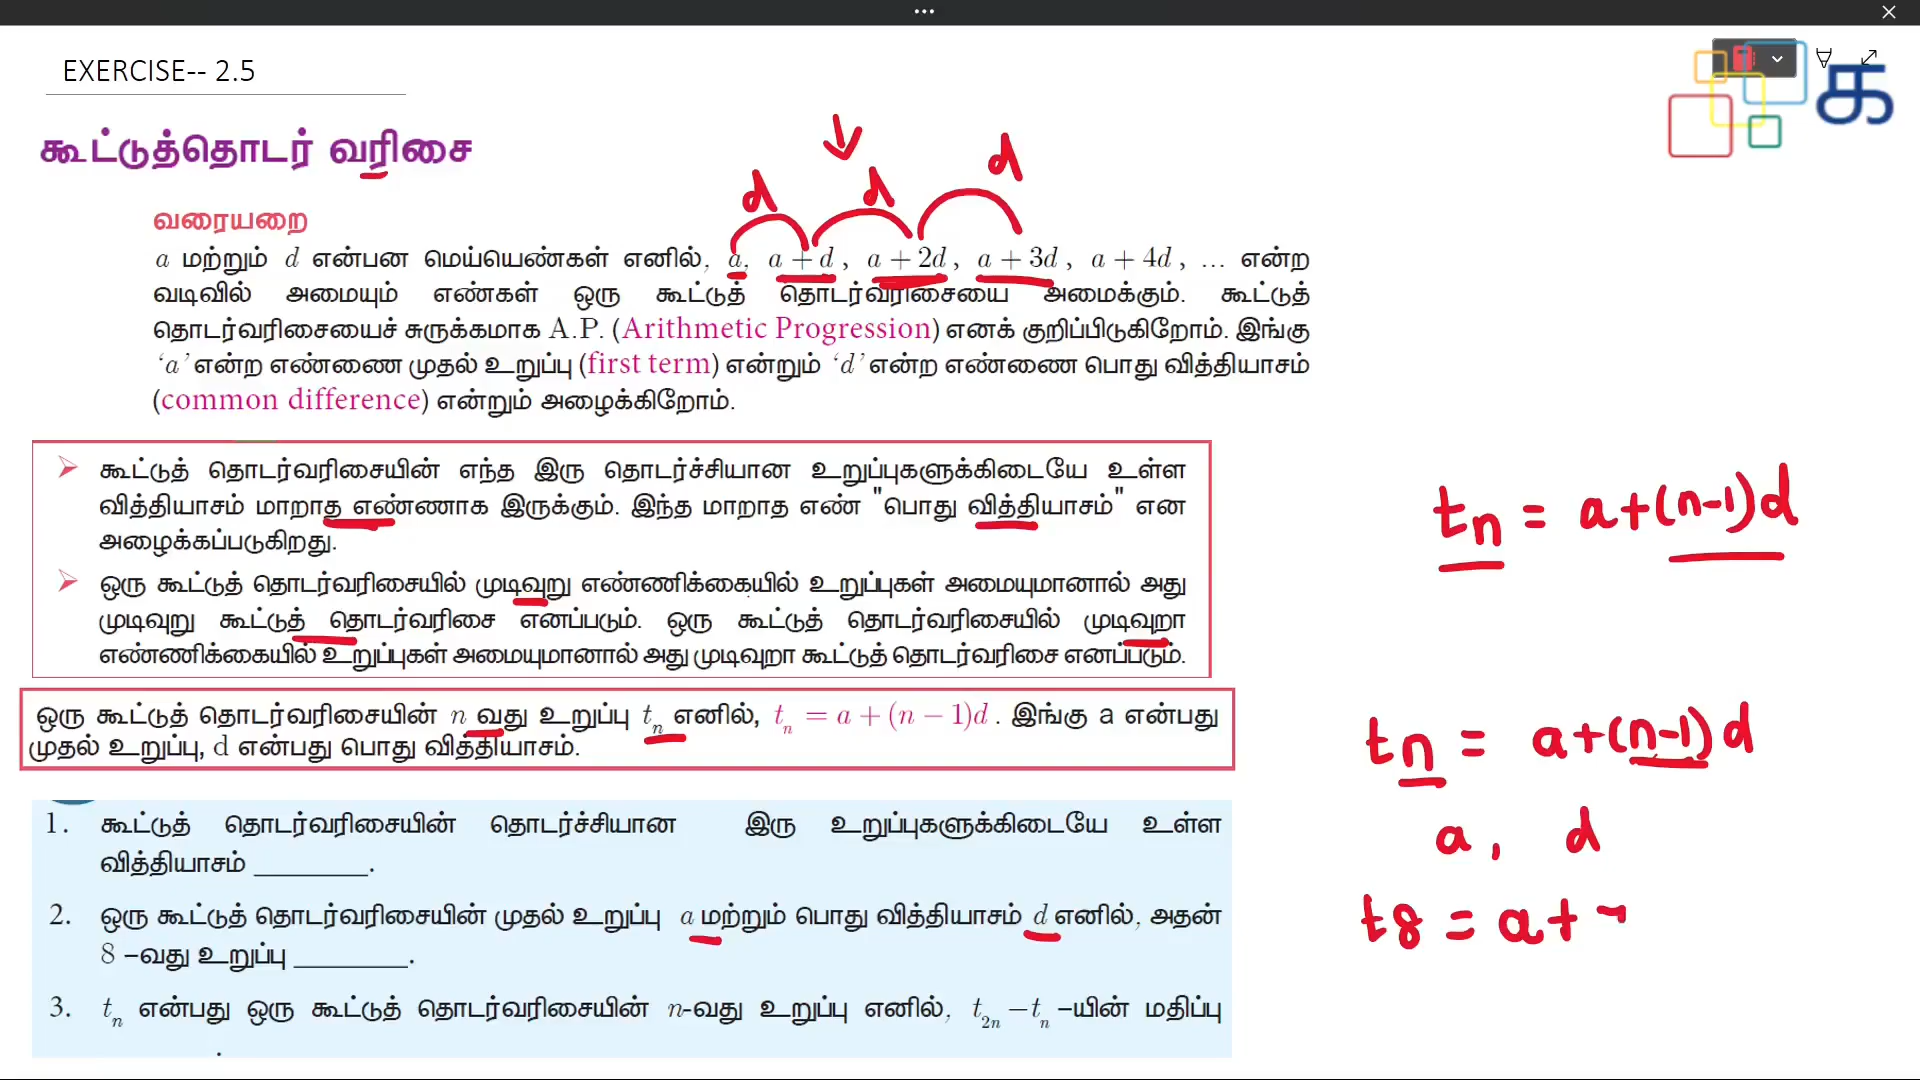 EXERCISE-- 2.5
கூட்டுத்தொடர் வரிசை
வரையறை
a மற்றும் d என்பன மெய்யெண்கள் எனில், a, a + d, a + 2d, a + 3d, a + 4d, ... என்ற
வடிவில் அமையும் எண்கள் ஒரு கூட்டுத் தொடர்வரிசையை அமைக்கும். கூட்டுத்
தொடர்வரிசையைச் சுருக்கமாக A.P. (Arithmetic Progression) எனக் குறிப்பிடுகிறோம். இங்கு
‘a’ என்ற எண்ணை முதல் உறுப்பு (first term) என்றும் ‘d’ என்ற எண்ணை பொது வித்தியாசம்
(common difference) என்றும் அழைக்கிறோம்.
d d d
➢ கூட்டுத் தொடர்வரிசையின் எந்த இரு தொடர்ச்சியான உறுப்புகளுக்கிடையே உள்ள
வித்தியாசம் மாறாத எண்ணாக இருக்கும். இந்த மாறாத எண் "பொது வித்தியாசம்" என
அழைக்கப்படுகிறது.
➢ ஒரு கூட்டுத் தொடர்வரிசையில் முடிவுறு எண்ணிக்கையில் உறுப்புகள் அமையுமானால் அது
முடிவுறு கூட்டுத் தொடர்வரிசை எனப்படும். ஒரு கூட்டுத் தொடர்வரிசையில் முடிவுறா
எண்ணிக்கையில் உறுப்புகள் அமையுமானால் அது முடிவுறா கூட்டுத் தொடர்வரிசை எனப்படும்.
ஒரு கூட்டுத் தொடர்வரிசையின் n வது உறுப்பு tₙ எனில், tₙ = a + (n − 1)d. இங்கு a என்பது
முதல் உறுப்பு, d என்பது பொது வித்தியாசம்.
1. கூட்டுத் தொடர்வரிசையின் தொடர்ச்சியான இரு உறுப்புகளுக்கிடையே உள்ள
வித்தியாசம் ________.
2. ஒரு கூட்டுத் தொடர்வரிசையின் முதல் உறுப்பு a மற்றும் பொது வித்தியாசம் d எனில், அதன்
8 –வது உறுப்பு ________.
3. tₙ என்பது ஒரு கூட்டுத் தொடர்வரிசையின் n-வது உறுப்பு எனில், t₂ₙ − tₙ –யின் மதிப்பு
.
க
tn = a+(n-1)d
tn = a+(n-1)d
a, d
t8 = a+